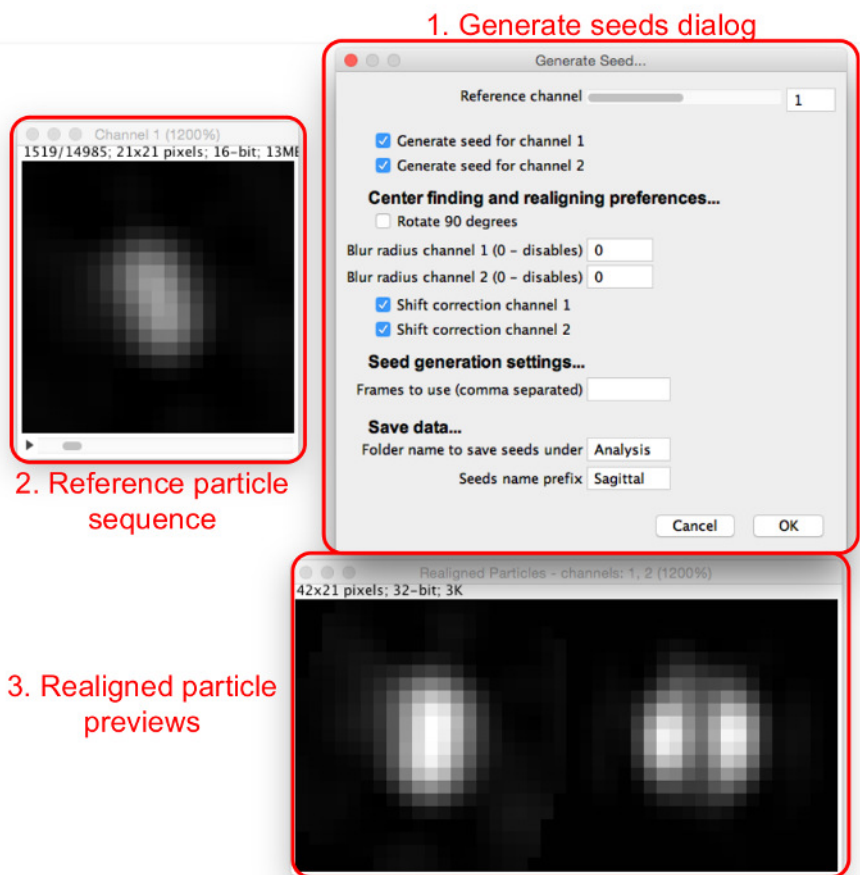 1. Generate seeds dialog
Generate Seed...
Reference channel 1
Generate seed for channel 1
Generate seed for channel 2
Center finding and realigning preferences...
Rotate 90 degrees
Blur radius channel 1 (0 – disables) 0
Blur radius channel 2 (0 – disables) 0
Shift correction channel 1
Shift correction channel 2
Seed generation settings...
Frames to use (comma separated)
Save data...
Folder name to save seeds under Analysis
Seeds name prefix Sagittal
Cancel OK
Channel 1 (1200%)
1519/14985; 21x21 pixels; 16-bit; 13ME
2. Reference particle
sequence
Realigned Particles - channels: 1, 2 (1200%)
42x21 pixels; 32-bit; 3K
3. Realigned particle
previews